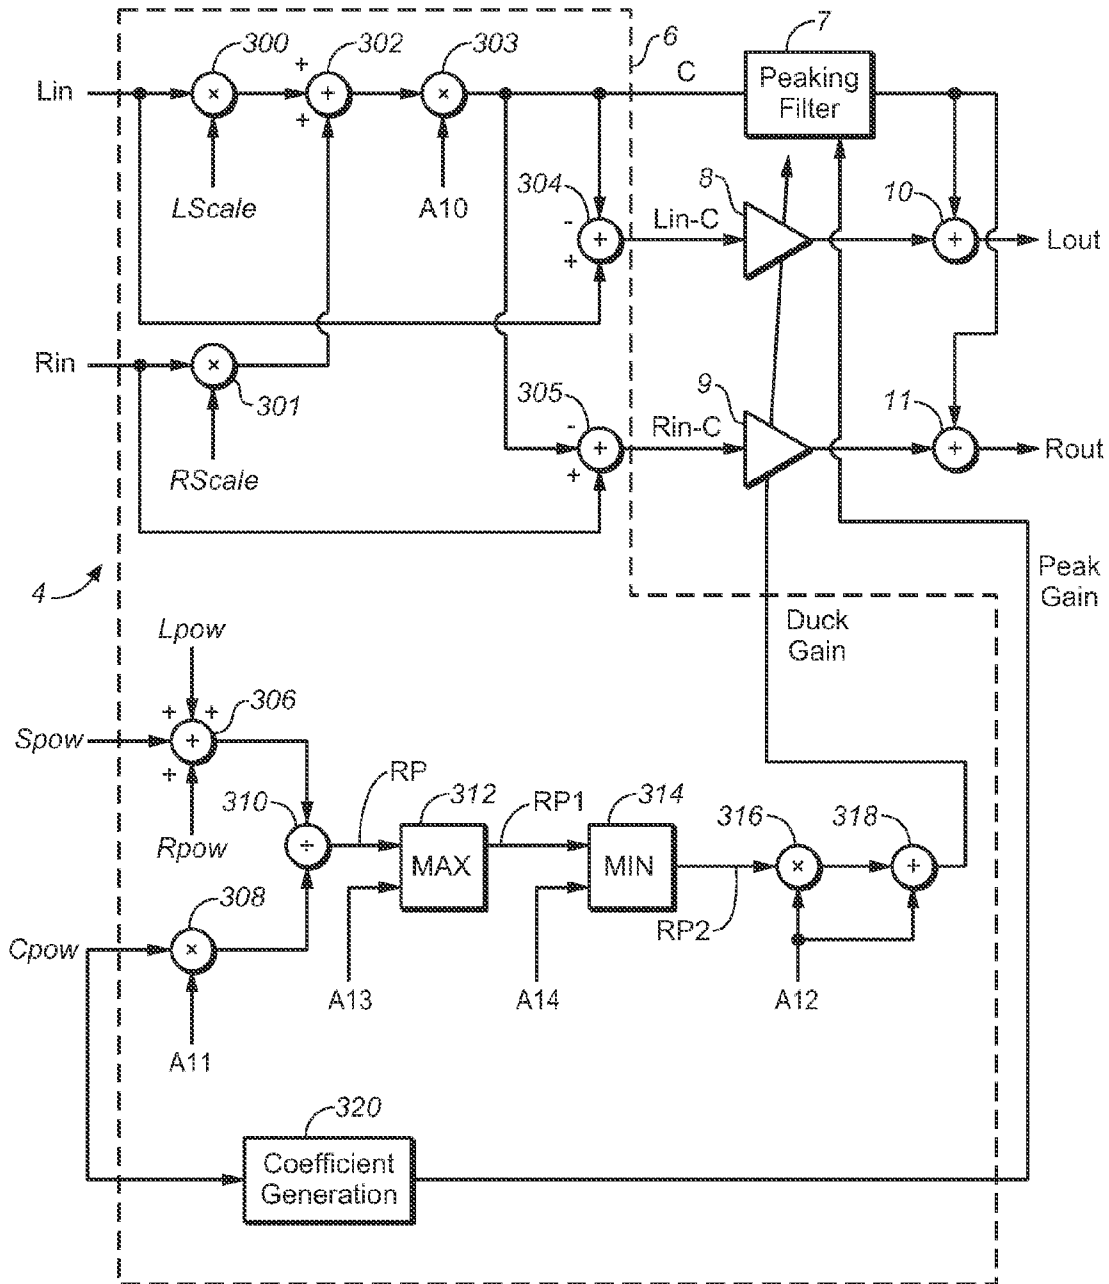 300
302
303
6
7
Lin
×
+
+
+
×
C
Peaking
Filter
LScale
A10
304
-
+
+
Lin-C
8
10
+
Lout
Rin
×
301
RScale
305
-
+
+
Rin-C
9
11
+
Rout
4
Duck
Gain
Peak
Gain
Lpow
306
+
+
Spow
+
+
Rpow
310
÷
RP
312
MAX
RP1
314
MIN
RP2
316
×
318
+
308
Cpow
×
A11
A13
A14
A12
320
Coefficient
Generation